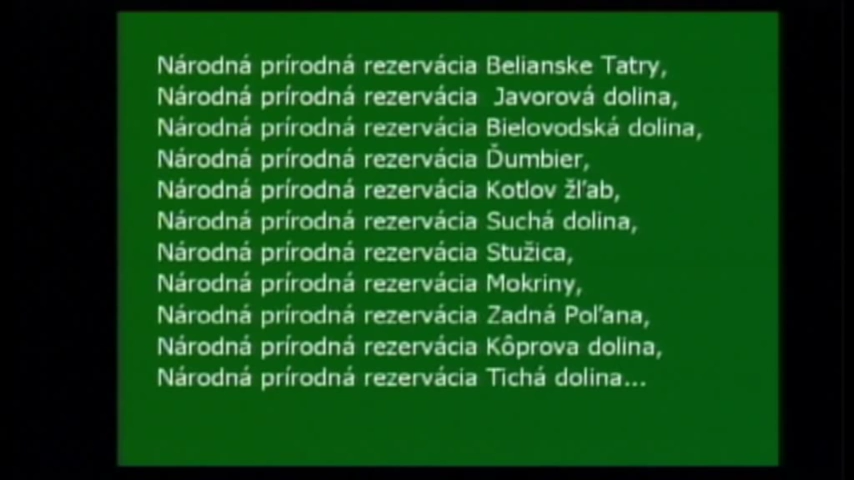 Národná prírodná rezervácia Belianske Tatry,
Národná prírodná rezervácia Javorová dolina,
Národná prírodná rezervácia Bielovodská dolina,
Národná prírodná rezervácia Ďumbier,
Národná prírodná rezervácia Kotlov žľab,
Národná prírodná rezervácia Suchá dolina,
Národná prírodná rezervácia Stužica,
Národná prírodná rezervácia Mokriny,
Národná prírodná rezervácia Zadná Poľana,
Národná prírodná rezervácia Kôprova dolina,
Národná prírodná rezervácia Tichá dolina...